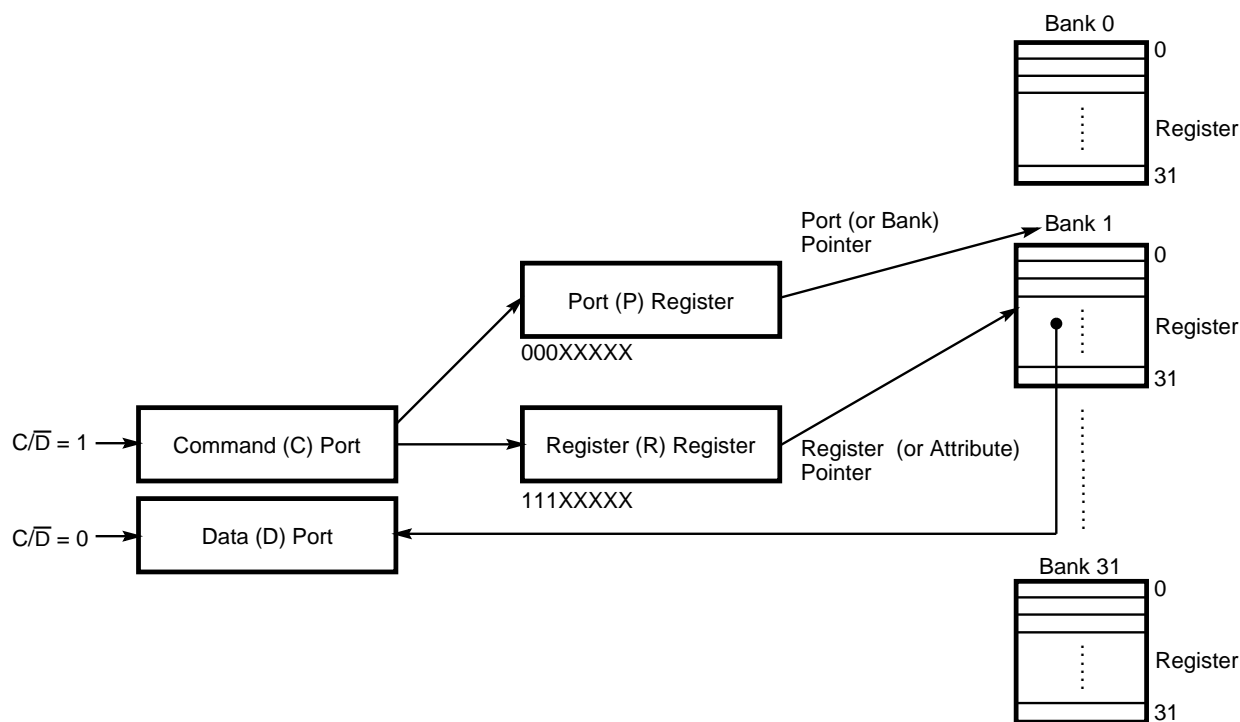 Bank 0
0
Register
31
Port (or Bank)
Pointer
Bank 1
0
Port (P) Register
000XXXXX
Register
31
C/D̅ = 1
Command (C) Port
Register (R) Register
111XXXXX
Register (or Attribute)
Pointer
C/D̅ = 0
Data (D) Port
Bank 31
0
Register
31